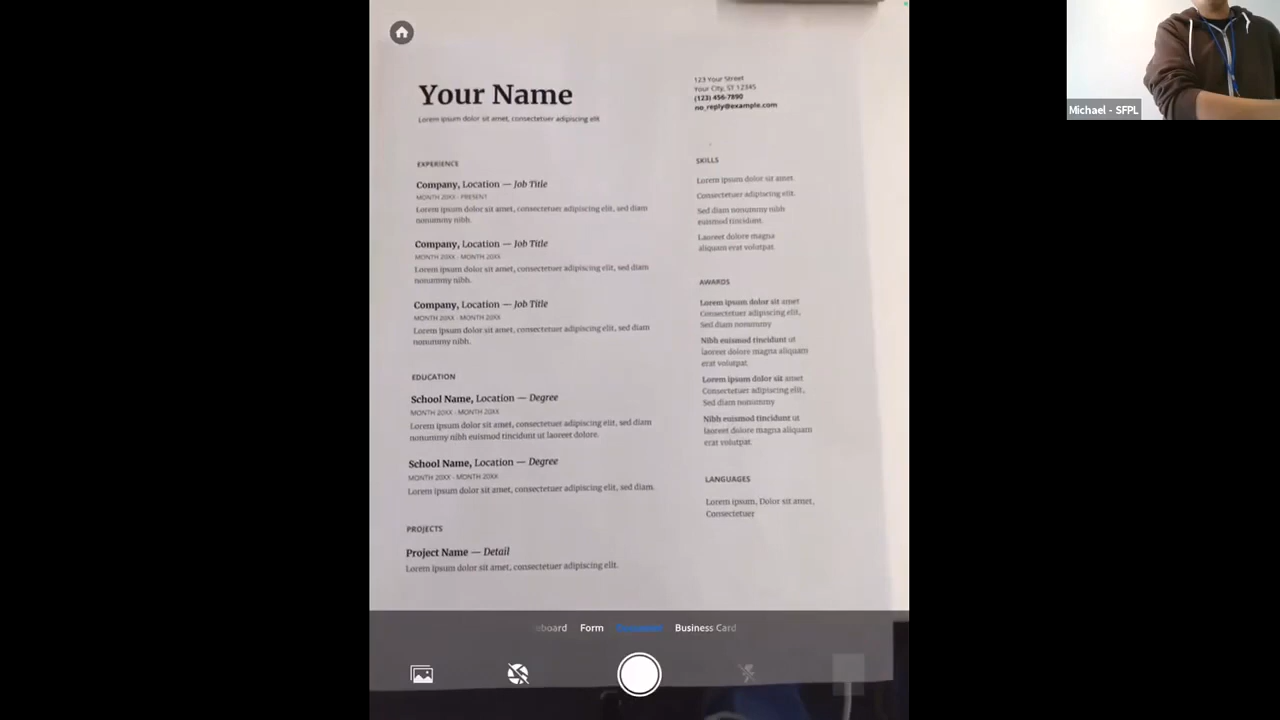 Your Name
Lorem ipsum dolor sit amet, consectetuer adipiscing elit
EXPERIENCE
Company, Location — Job Title
MONTH 20XX - PRESENT
Lorem ipsum dolor sit amet, consectetuer adipiscing elit, sed diam
nonummy nibh.
Company, Location — Job Title
MONTH 20XX - MONTH 20XX
Lorem ipsum dolor sit amet, consectetuer adipiscing elit, sed diam
nonummy nibh.
Company, Location — Job Title
MONTH 20XX - MONTH 20XX
Lorem ipsum dolor sit amet, consectetuer adipiscing elit, sed diam
nonummy nibh.
EDUCATION
School Name, Location — Degree
MONTH 20XX - MONTH 20XX
Lorem ipsum dolor sit amet, consectetuer adipiscing elit, sed diam
nonummy nibh euismod tincidunt ut laoreet dolore.
School Name, Location — Degree
MONTH 20XX - MONTH 20XX
Lorem ipsum dolor sit amet, consectetuer adipiscing elit, sed diam.
PROJECTS
Project Name — Detail
Lorem ipsum dolor sit amet, consectetuer adipiscing elit.
123 Your Street
Your City, ST 12345
(123) 456-7890
no_reply@example.com
SKILLS
Lorem ipsum dolor sit amet.
Consectetuer adipiscing elit.
Sed diam nonummy nibh
euismod tincidunt.
Laoreet dolore magna
aliquam erat volutpat.
AWARDS
Lorem ipsum dolor sit amet
Consectetuer adipiscing elit,
Sed diam nonummy
Nibh euismod tincidunt ut
laoreet dolore magna aliquam
erat volutpat.
Lorem ipsum dolor sit amet
Consectetuer adipiscing elit,
Sed diam nonummy
Nibh euismod tincidunt ut
laoreet dolore magna aliquam
erat volutpat.
LANGUAGES
Lorem ipsum, Dolor sit amet,
Consectetuer
eboard Form Business Card
Michael - SFPL